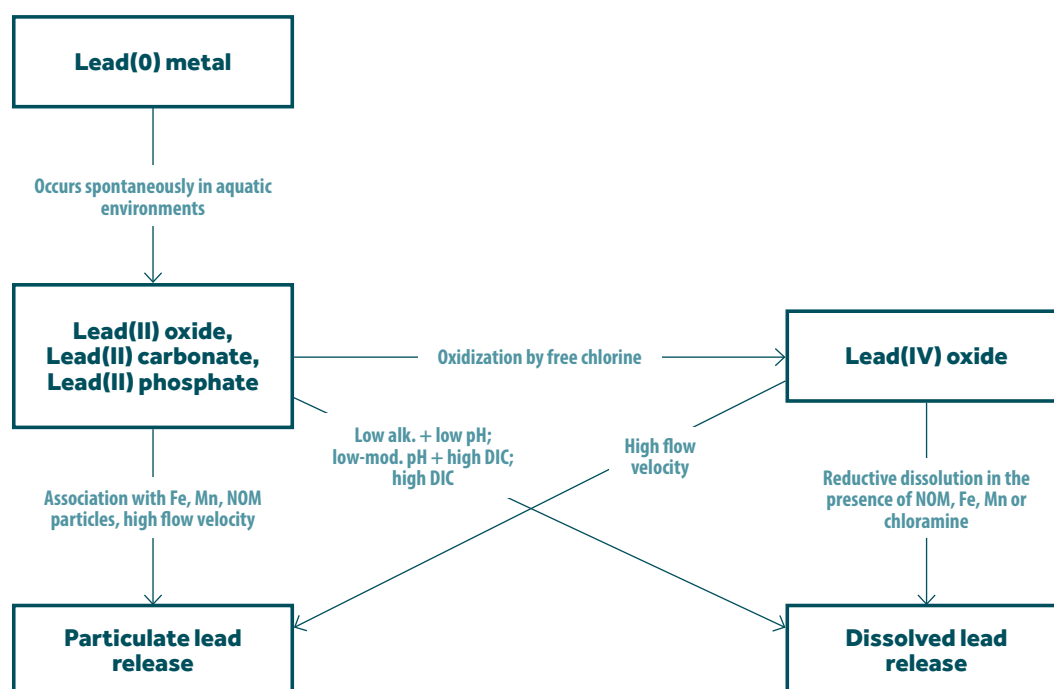 Lead(0) metal
Occurs spontaneously in aquatic
environments
Lead(II) oxide,
Lead(II) carbonate,
Lead(II) phosphate
Oxidization by free chlorine
Lead(IV) oxide
Low alk. + low pH;
low-mod. pH + high DIC;
high DIC
High flow
velocity
Association with Fe, Mn, NOM
particles, high flow velocity
Reductive dissolution in the
presence of NOM, Fe, Mn or
chloramine
Particulate lead
release
Dissolved lead
release